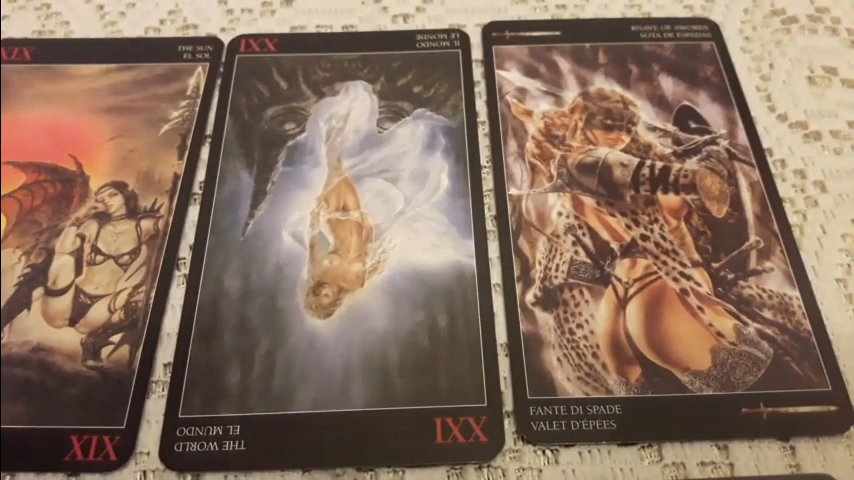 XIX
THE SUN
EL SOL
XIX
XXI
IL MONDO
LE MONDE
THE WORLD
EL MUNDO
XXI
KNAVE OF SWORDS
SOTA DE ESPADAS
FANTE DI SPADE
VALET D'ÉPÉES